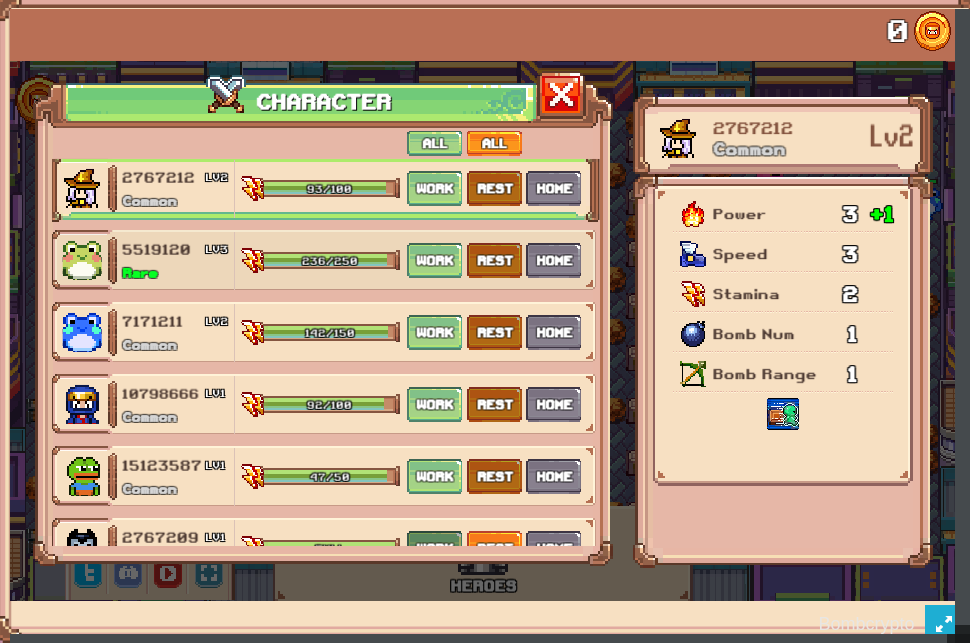 0
CHARACTER
ALL ALL
2767212 LV2
Common
93/100
WORK REST HOME
5519120 LV3
Rare
236/250
WORK REST HOME
7171211 LV2
Common
142/150
WORK REST HOME
10798666 LV1
Common
92/100
WORK REST HOME
15123587 LV1
Common
47/50
WORK REST HOME
2767209 LV1
WORK REST HOME
HEROES
2767212
Common
Lv2
Power 3 +1
Speed 3
Stamina 2
Bomb Num 1
Bomb Range 1